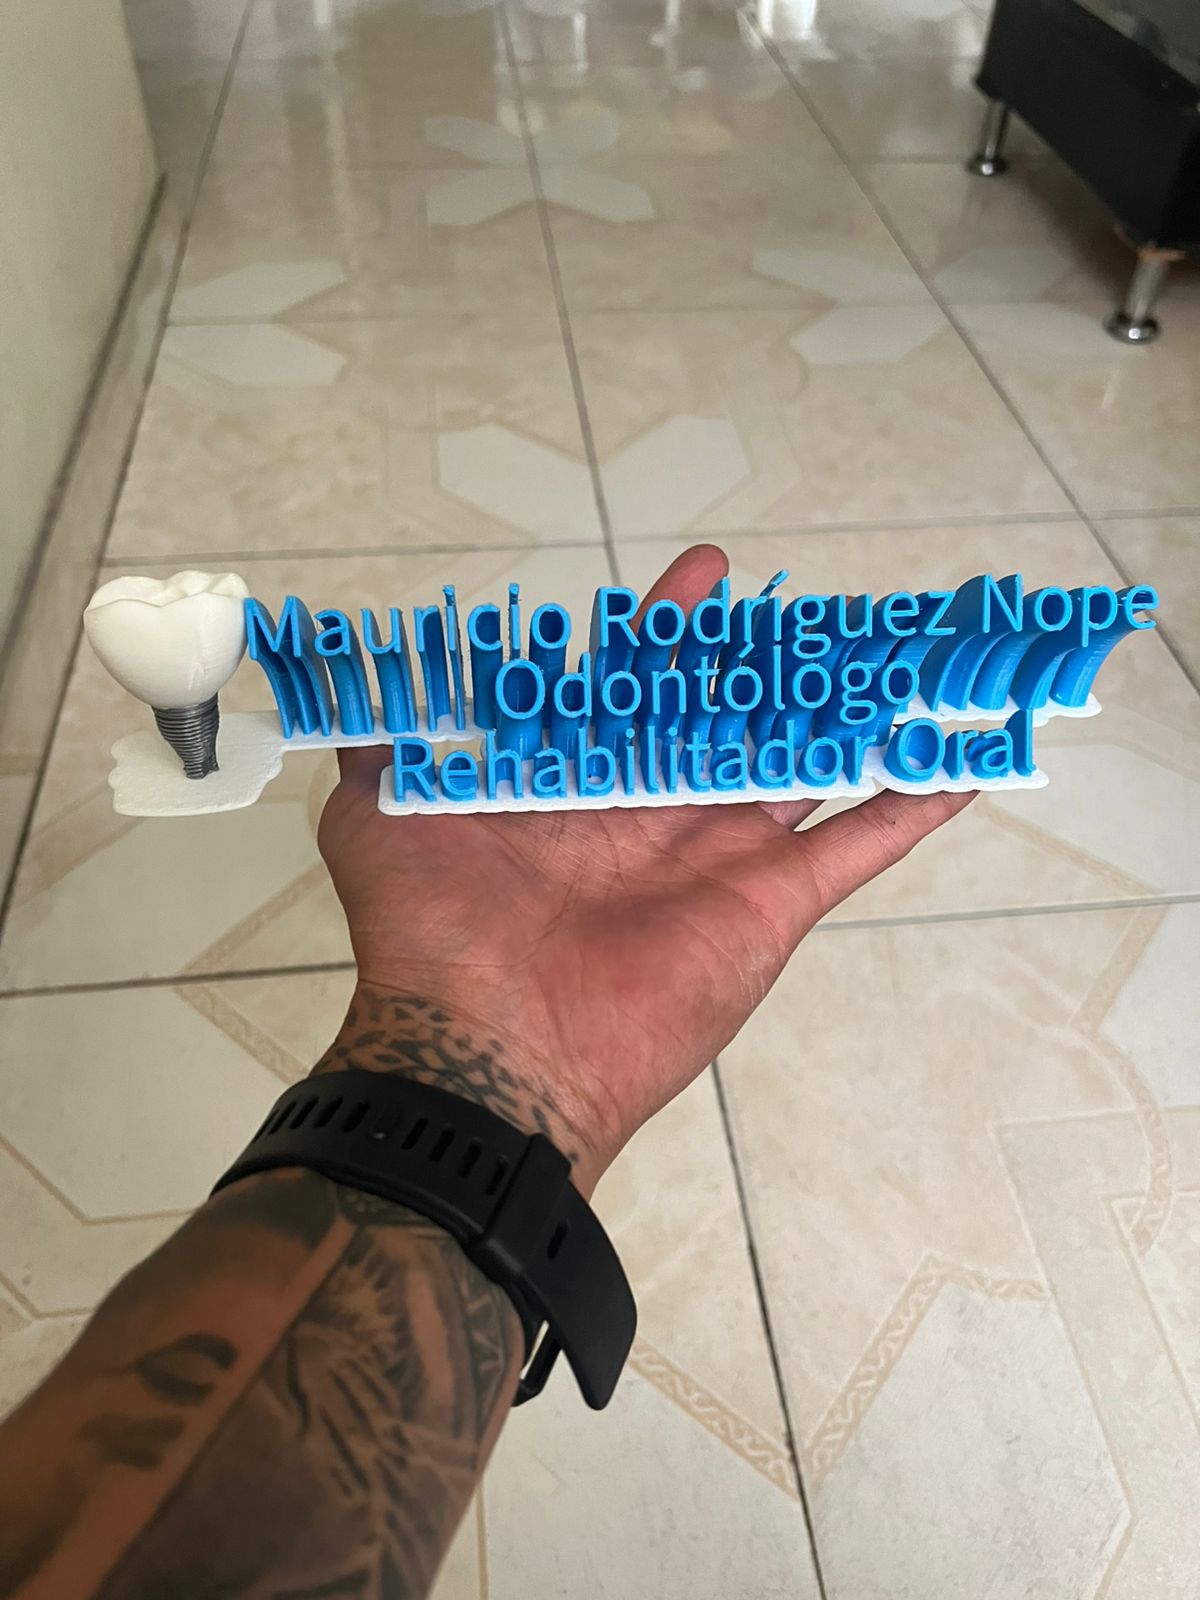 Mauricio Rodríguez Nope
Odontólogo
Rehabilitador Oral